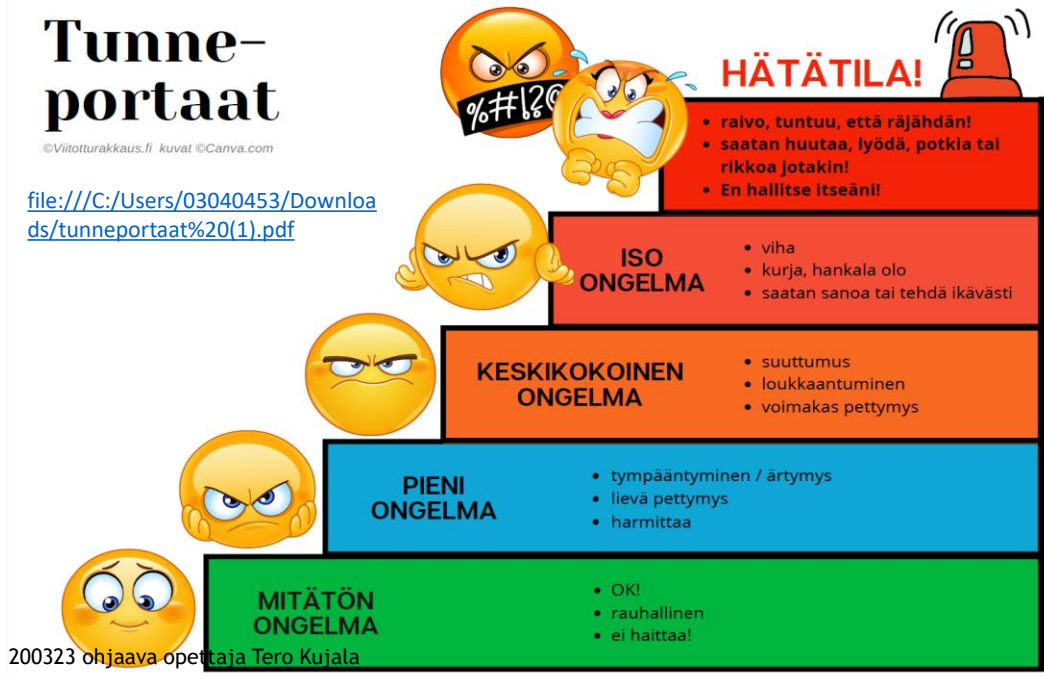 Tunne-
portaat
©Viitotturakkaus.fi kuvat ©Canva.com
file:///C:/Users/03040453/Downloa
ds/tunneportaat%20(1).pdf
%#!?@
HÄTÄTILA!
• raivo, tuntuu, että räjähdän!
• saatan huutaa, lyödä, potkia tai
rikkoa jotakin!
• En hallitse itseäni!
ISO
ONGELMA
• viha
• kurja, hankala olo
• saatan sanoa tai tehdä ikävästi
KESKIKOKOINEN
ONGELMA
• suuttumus
• loukkaantuminen
• voimakas pettymys
PIENI
ONGELMA
• tympääntyminen / ärtymys
• lievä pettymys
• harmittaa
MITÄTÖN
ONGELMA
• OK!
• rauhallinen
• ei haittaa!
200323 ohjaava opettaja Tero Kujala